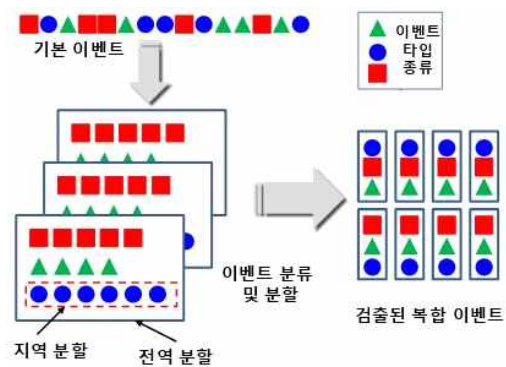 이벤트
타입
종류
기본 이벤트
이벤트 분류
및 분할
검출된 복합 이벤트
지역 분할
전역 분할